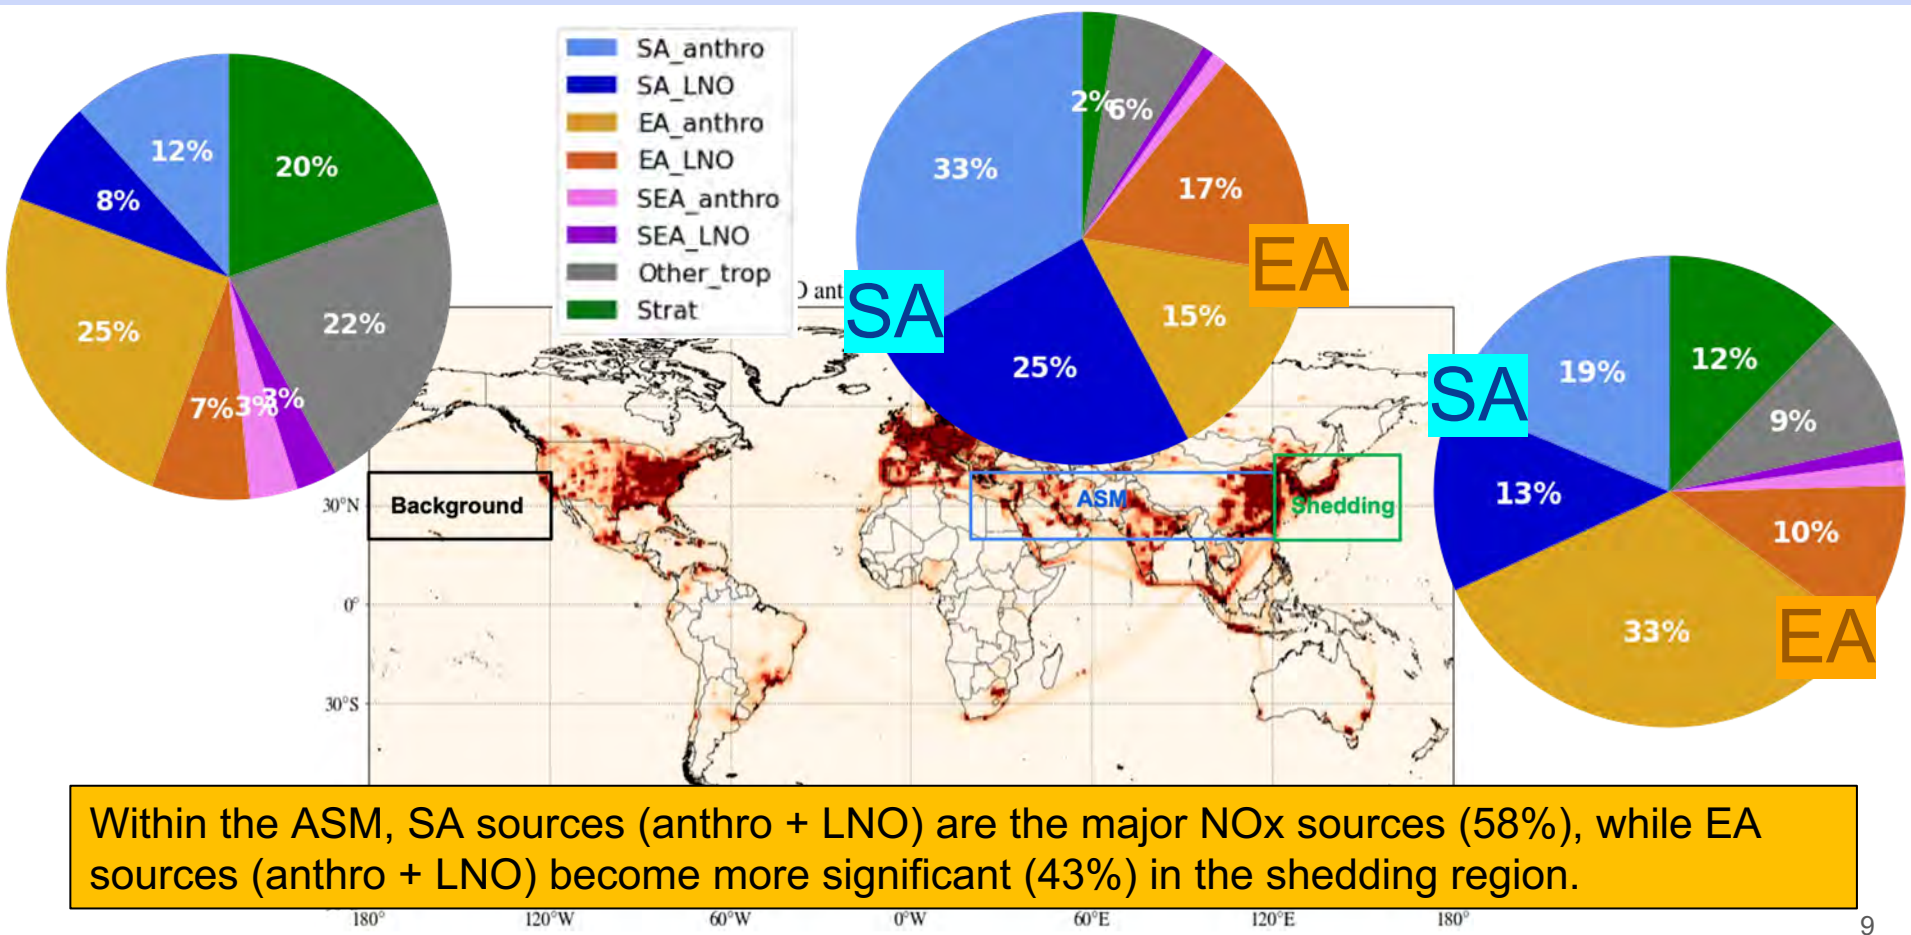 SA_anthro
SA_LNO
EA_anthro
EA_LNO
SEA_anthro
SEA_LNO
Other_trop
Strat
12%
20%
8%
25%
22%
7%
3%
3%
2%
6%
33%
17%
15%
25%
SA
EA
19%
12%
9%
13%
10%
33%
SA
EA
Background
ASM
Shedding
30°N
0°
30°S
Within the ASM, SA sources (anthro + LNO) are the major NOx sources (58%), while EA
sources (anthro + LNO) become more significant (43%) in the shedding region.
180°
120°W
60°W
0°W
60°E
120°E
180°
9